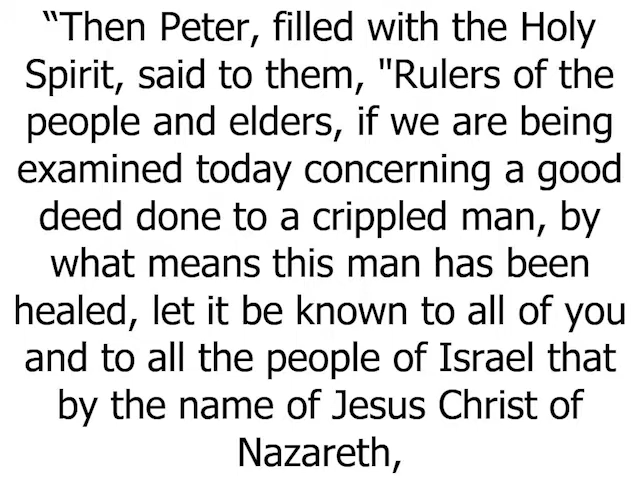 “Then Peter, filled with the Holy
Spirit, said to them, "Rulers of the
people and elders, if we are being
examined today concerning a good
deed done to a crippled man, by
what means this man has been
healed, let it be known to all of you
and to all the people of Israel that
by the name of Jesus Christ of
Nazareth,